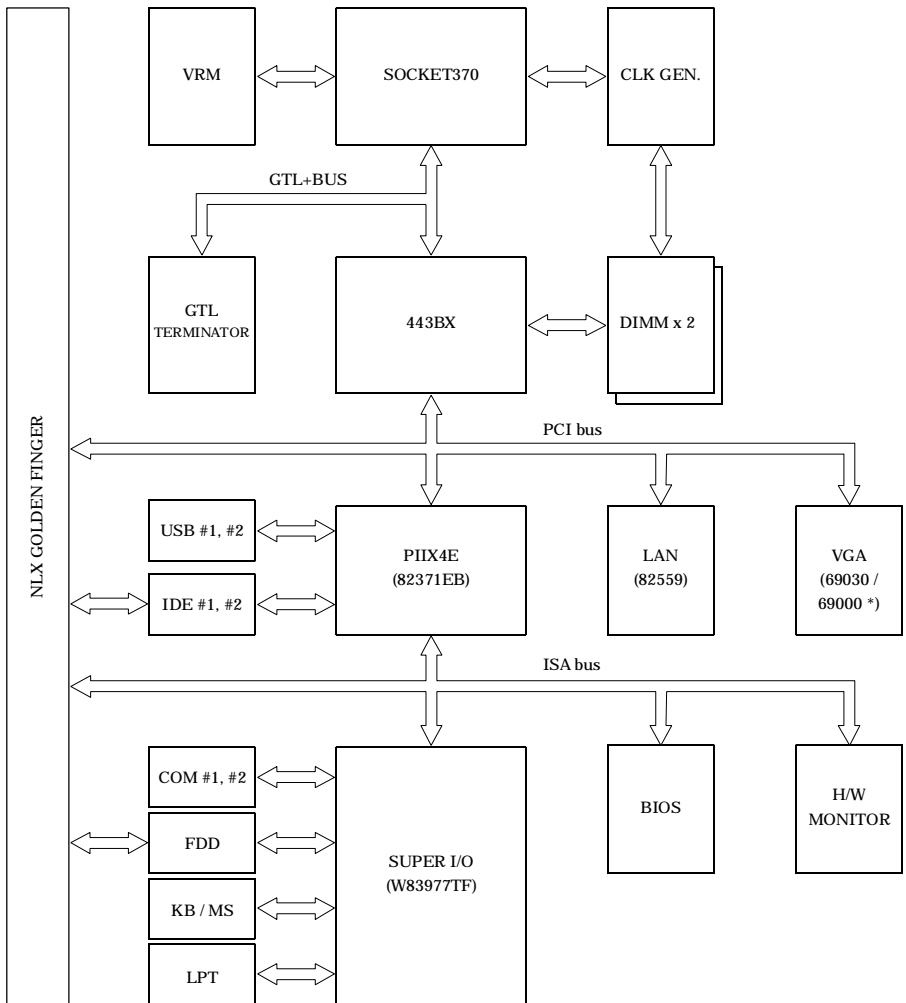 VRM
SOCKET370
CLK GEN.
GTL+BUS
GTL
TERMINATOR
443BX
DIMM x 2
NLX GOLDEN FINGER
PCI bus
USB #1, #2
IDE #1, #2
PIIX4E
(82371EB)
LAN
(82559)
VGA
(69030 /
69000 *)
ISA bus
COM #1, #2
FDD
KB / MS
LPT
SUPER I/O
(W83977TF)
BIOS
H/W
MONITOR